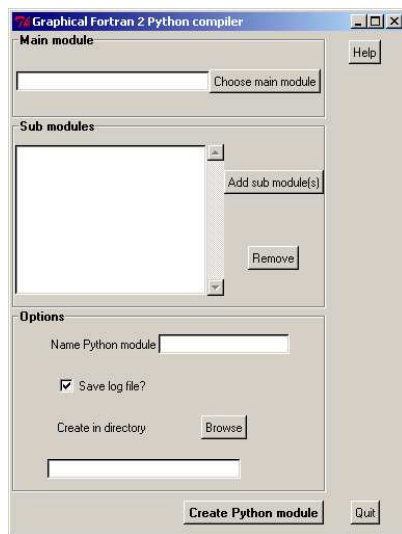 Graphical Fortran 2 Python compiler
Main module
Help
Choose main module
Sub modules
Add sub module(s)
Remove
Options
Name Python module
Save log file?
Create in directory
Browse
Create Python module
Quit